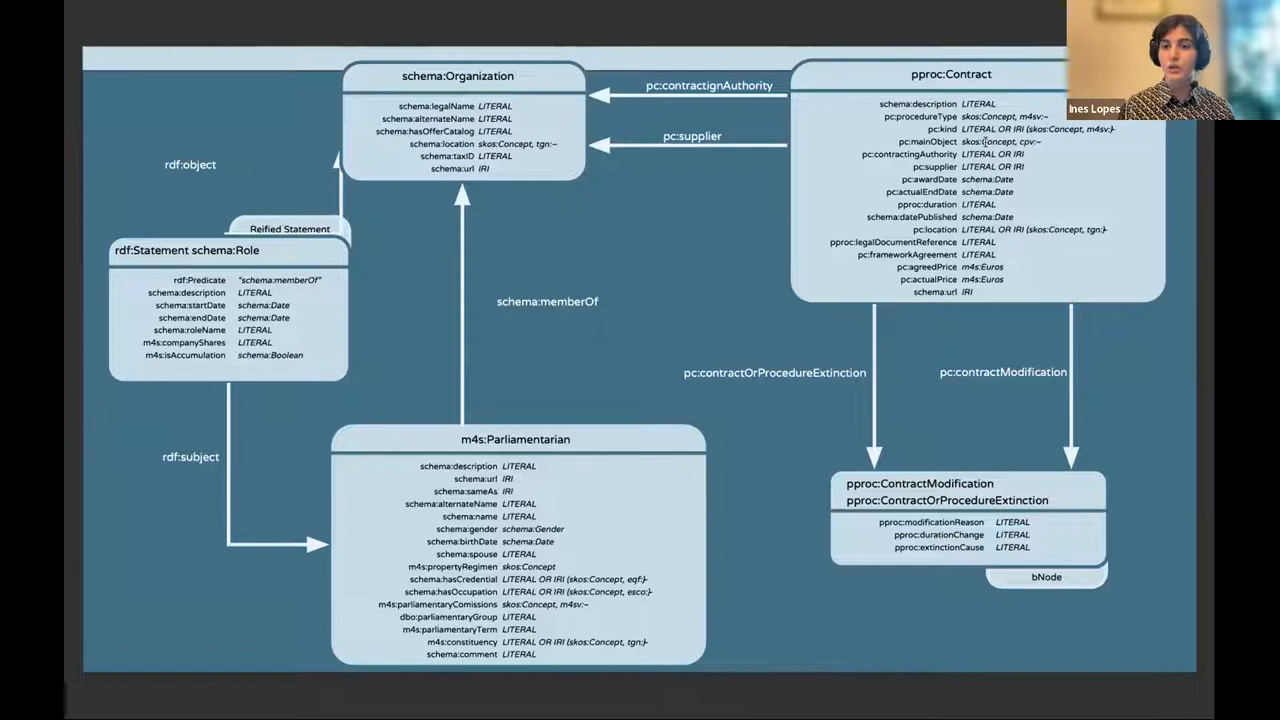 schema:Organization
schema:legalName LITERAL
schema:alternateName LITERAL
schema:hasOfferCatalog LITERAL
schema:location skos:Concept, tgn:~
schema:taxID LITERAL
schema:url IRI
pc:contractignAuthority
pc:supplier
pproc:Contract
schema:description LITERAL
pc:procedureType skos:Concept, m4sv:~
pc:kind LITERAL OR IRI (skos:Concept, m4sv:)-
pc:mainObject skos:Concept, cpv:~
pc:contractingAuthority LITERAL OR IRI
pc:supplier LITERAL OR IRI
pc:awardDate schema:Date
pc:actualEndDate schema:Date
pproc:duration LITERAL
schema:datePublished schema:Date
pc:location LITERAL OR IRI (skos:Concept, tgn:)-
pproc:legalDocumentReference LITERAL
pc:frameworkAgreement LITERAL
pc:agreedPrice m4s:Euros
pc:actualPrice m4s:Euros
schema:url IRI
Ines Lopes
rdf:object
Reified Statement
rdf:Statement schema:Role
rdf:Predicate "schema:memberOf"
schema:description LITERAL
schema:startDate schema:Date
schema:endDate schema:Date
schema:roleName LITERAL
m4s:companyShares LITERAL
m4s:isAccumulation schema:Boolean
schema:memberOf
pc:contractOrProcedureExtinction
pc:contractModification
rdf:subject
m4s:Parliamentarian
schema:description LITERAL
schema:url IRI
schema:sameAs IRI
schema:alternateName LITERAL
schema:name LITERAL
schema:gender schema:Gender
schema:birthDate schema:Date
schema:spouse LITERAL
m4s:propertyRegimen skos:Concept
schema:hasCredential LITERAL OR IRI (skos:Concept, eqf:)-
schema:hasOccupation LITERAL OR IRI (skos:Concept, esco:)-
m4s:parliamentaryComissions skos:Concept, m4sv:~
dbo:parliamentaryGroup LITERAL
m4s:parliamentaryTerm LITERAL
m4s:constituency LITERAL OR IRI (skos:Concept, tgn:)-
schema:comment LITERAL
pproc:ContractModification
pproc:ContractOrProcedureExtinction
pproc:modificationReason LITERAL
pproc:durationChange LITERAL
pproc:extinctionCause LITERAL
bNode